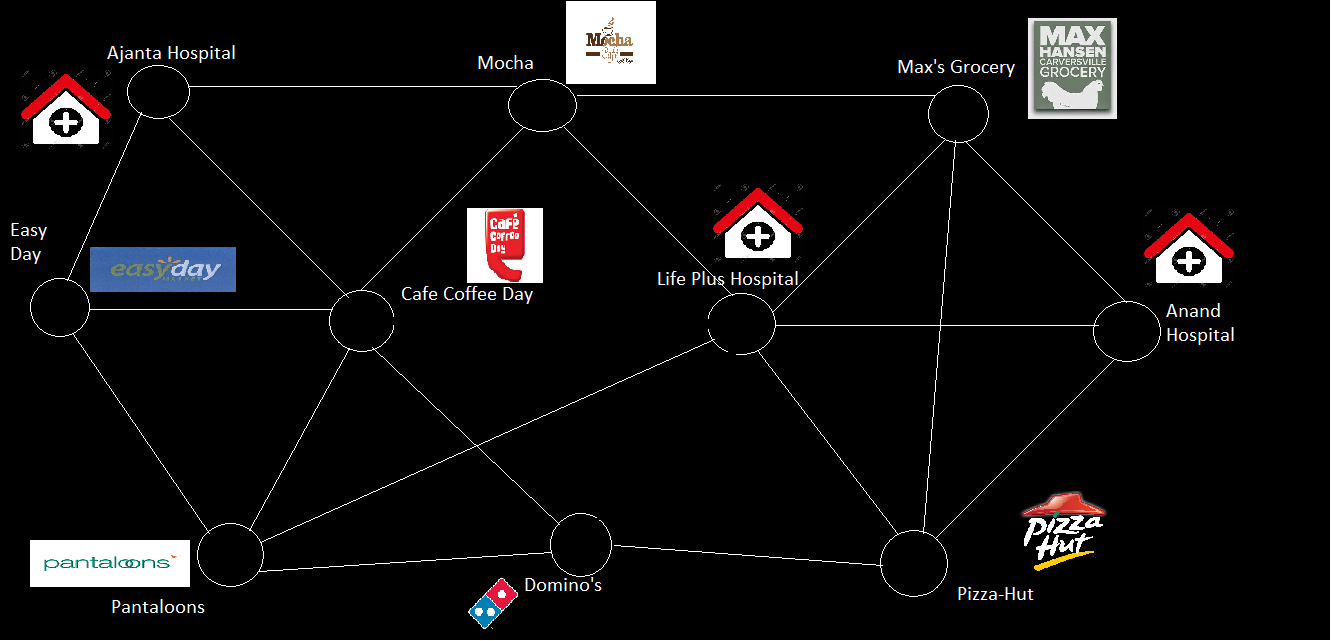 Ajanta Hospital
Mocha
Mocha
Max's Grocery
MAX
HANSEN
CARVERSVILLE
GROCERY
Easy
Day
easyday
Café
Coffee
Day
Cafe Coffee Day
Life Plus Hospital
Anand
Hospital
pantaloons
Pantaloons
Domino's
Pizza
Hut
Pizza-Hut